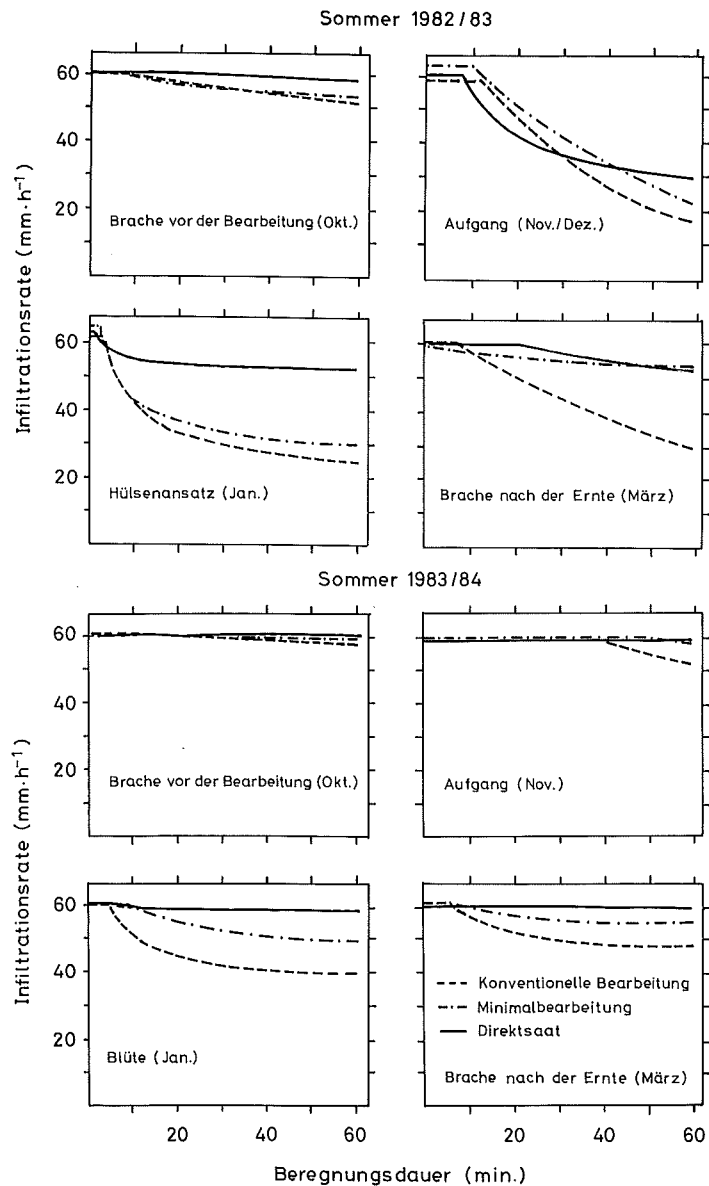 Sommer 1982/83
60
40
20
Brache vor der Bearbeitung (Okt.)
Aufgang (Nov./Dez.)
Infiltrationsrate (mm·h⁻¹)
60
40
20
Hülsenansatz (Jan.)
Brache nach der Ernte (März)
Sommer 1983/84
60
40
20
Brache vor der Bearbeitung (Okt.)
Aufgang (Nov.)
Infiltrationsrate (mm·h⁻¹)
60
40
20
Blüte (Jan.)
Konventionelle Bearbeitung
Minimalbearbeitung
Direktsaat
Brache nach der Ernte (März)
20 40 60 20 40 60
Beregnungsdauer (min.)